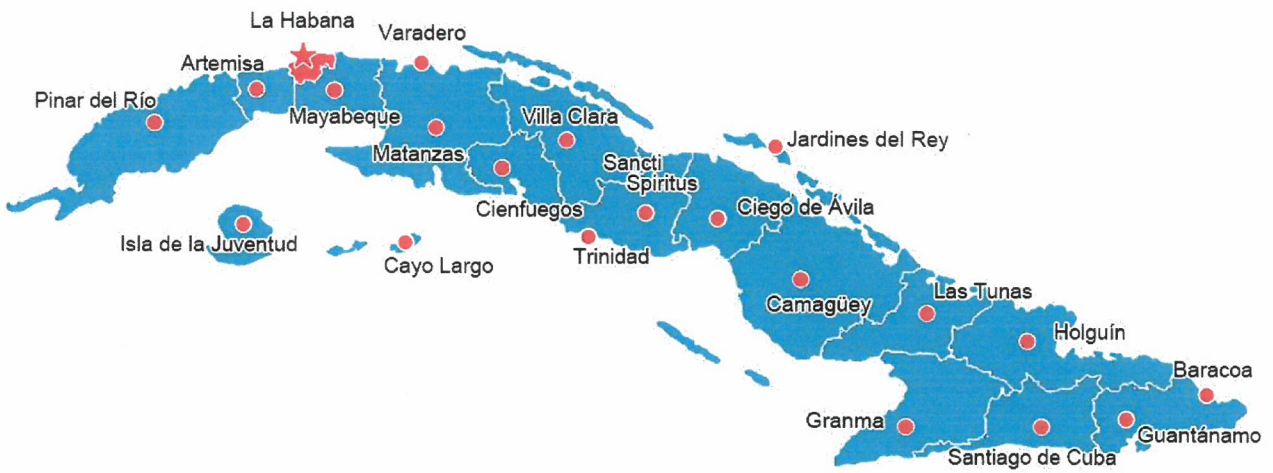 La Habana
Varadero
Artemisa
Pinar del Río
Mayabeque
Villa Clara
Jardines del Rey
Matanzas
Sancti
Spiritus
Cienfuegos
Ciego de Ávila
Isla de la Juventud
Trinidad
Cayo Largo
Las Tunas
Camagüey
Holguín
Baracoa
Granma
Guantánamo
Santiago de Cuba